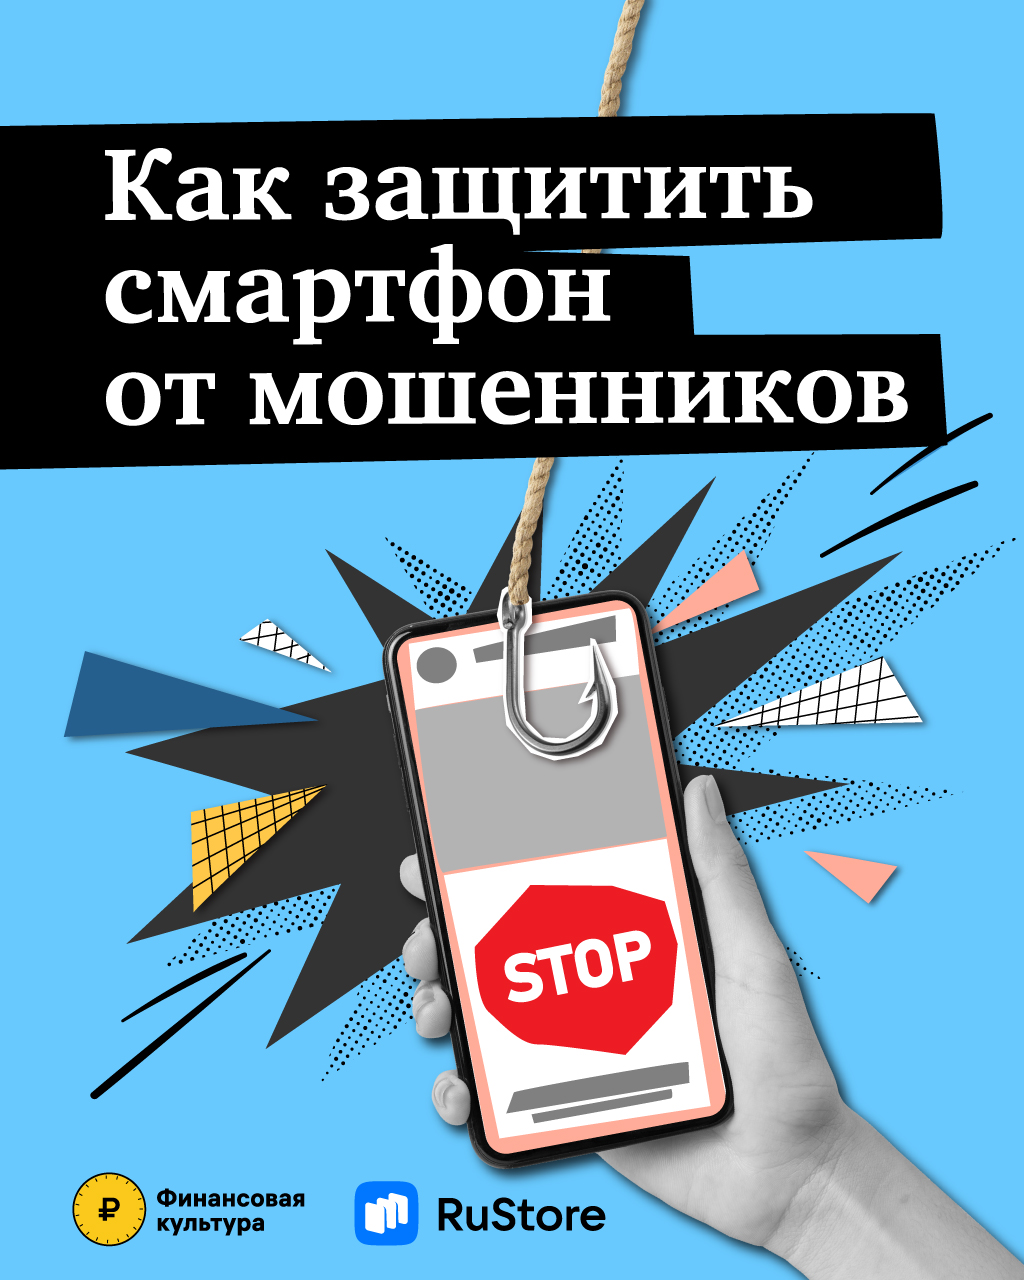 Как защитить
смартфон
от мошенников
STOP
₽
Финансовая
культура
RuStore